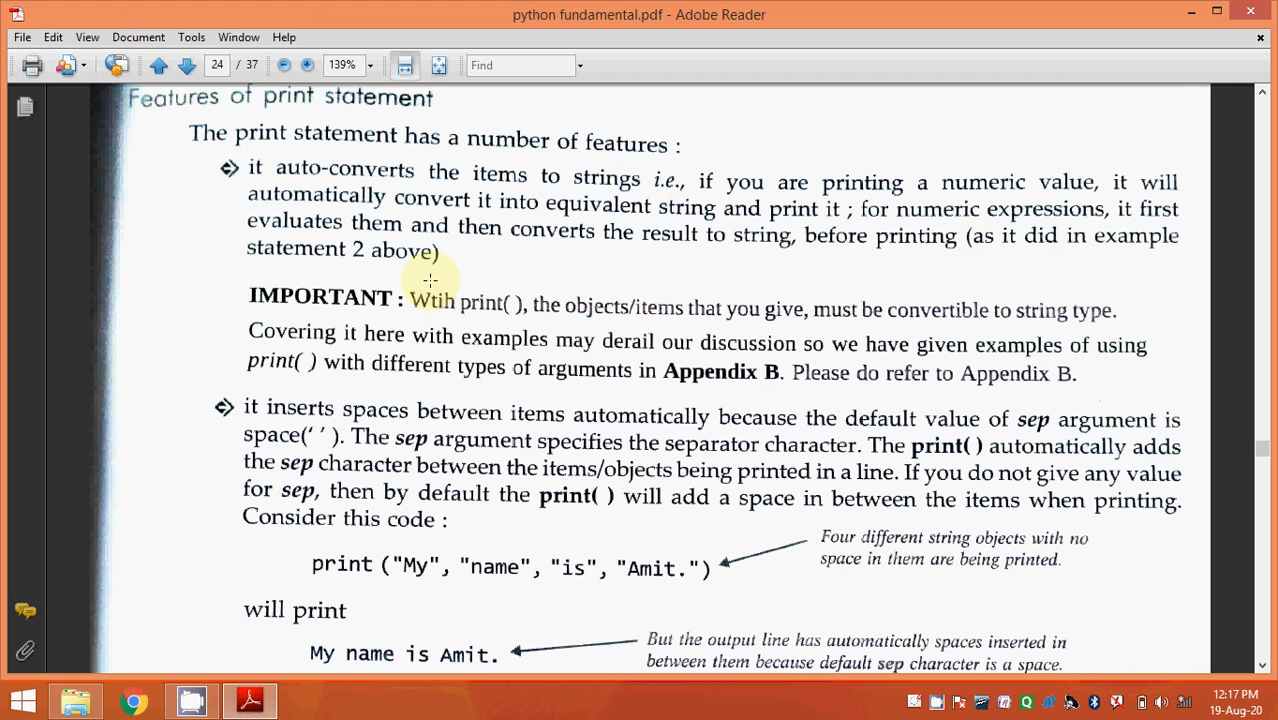 python fundamental.pdf - Adobe Reader
File Edit View Document Tools Window Help
24 / 37 139% Find
Features of print statement
The print statement has a number of features :
it auto-converts the items to strings i.e., if you are printing a numeric value, it will
automatically convert it into equivalent string and print it ; for numeric expressions, it first
evaluates them and then converts the result to string, before printing (as it did in example
statement 2 above)
IMPORTANT : Wtih print( ), the objects/items that you give, must be convertible to string type.
Covering it here with examples may derail our discussion so we have given examples of using
print( ) with different types of arguments in Appendix B. Please do refer to Appendix B.
it inserts spaces between items automatically because the default value of sep argument is
space(' '). The sep argument specifies the separator character. The print( ) automatically adds
the sep character between the items/objects being printed in a line. If you do not give any value
for sep, then by default the print( ) will add a space in between the items when printing.
Consider this code :
Four different string objects with no
space in them are being printed.
print ("My", "name", "is", "Amit.")
will print
But the output line has automatically spaces inserted in
between them because default sep character is a space.
My name is Amit.
12:17 PM
19-Aug-20